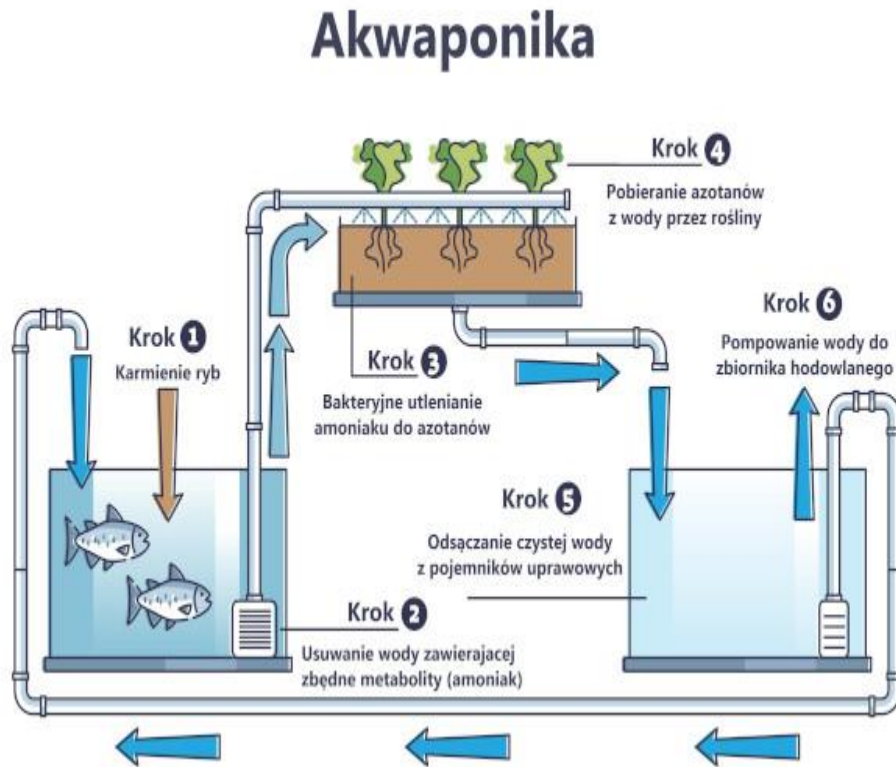 Akwaponika
Krok 1
Karmienie ryb
Krok 2
Usuwanie wody zawierajacej
zbędne metabolity (amoniak)
Krok 3
Bakteryjne utlenianie
amoniaku do azotanów
Krok 4
Pobieranie azotanów
z wody przez rośliny
Krok 5
Odsączanie czystej wody
z pojemników uprawowych
Krok 6
Pompowanie wody do
zbiornika hodowlanego